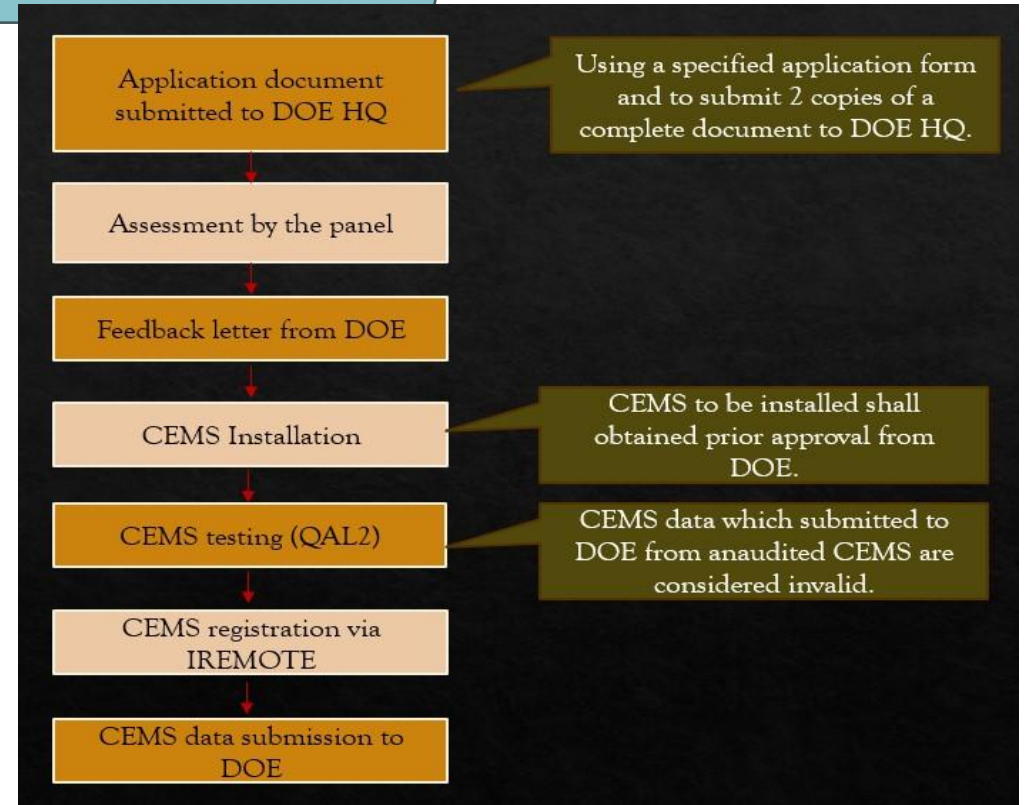 Application document
submitted to DOE HQ
Using a specified application form
and to submit 2 copies of a
complete document to DOE HQ.
Assessment by the panel
Feedback letter from DOE
CEMS Installation
CEMS to be installed shall
obtained prior approval from
DOE.
CEMS testing (QAL2)
CEMS data which submitted to
DOE from anaudited CEMS are
considered invalid.
CEMS registration via
IREMOTE
CEMS data submission to
DOE